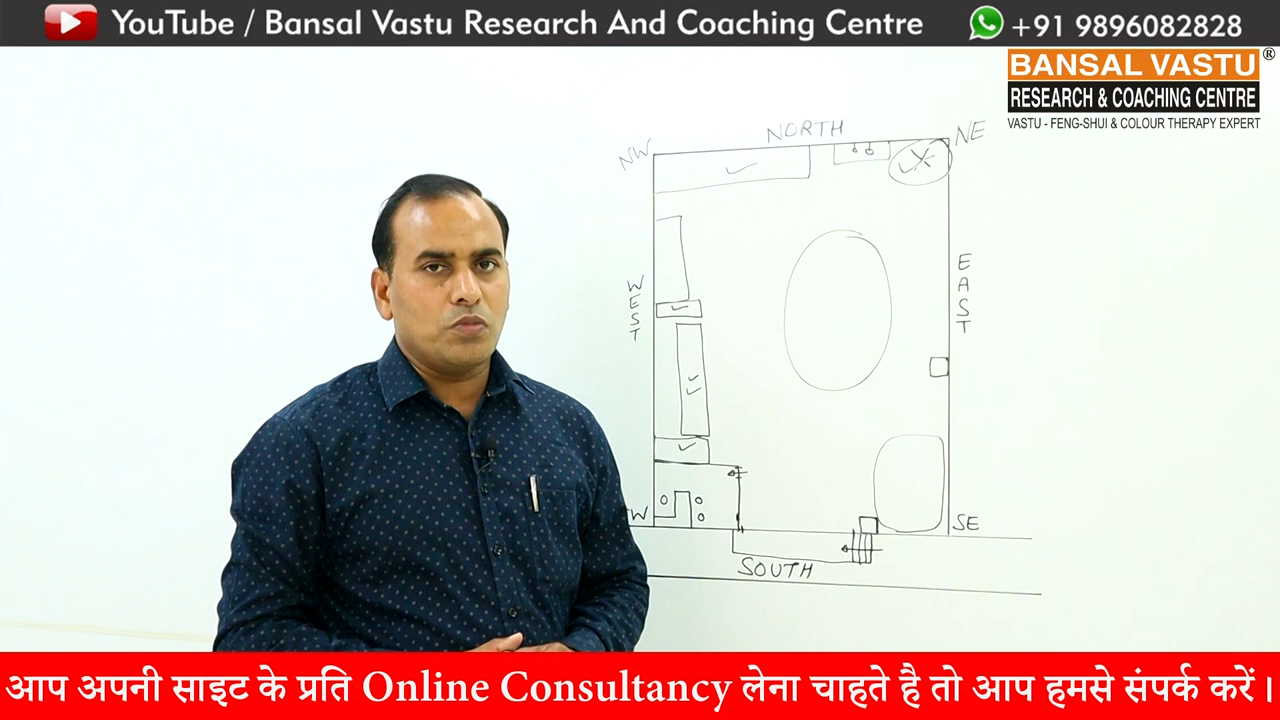 YouTube / Bansal Vastu Research And Coaching Centre
+91 9896082828
BANSAL VASTU®
RESEARCH & COACHING CENTRE
VASTU - FENG-SHUI & COLOUR THERAPY EXPERT
NORTH
NW
NE
WEST
EAST
W
SE
SOUTH
आप अपनी साइट के प्रति Online Consultancy लेना चाहते है तो आप हमसे संपर्क करें।